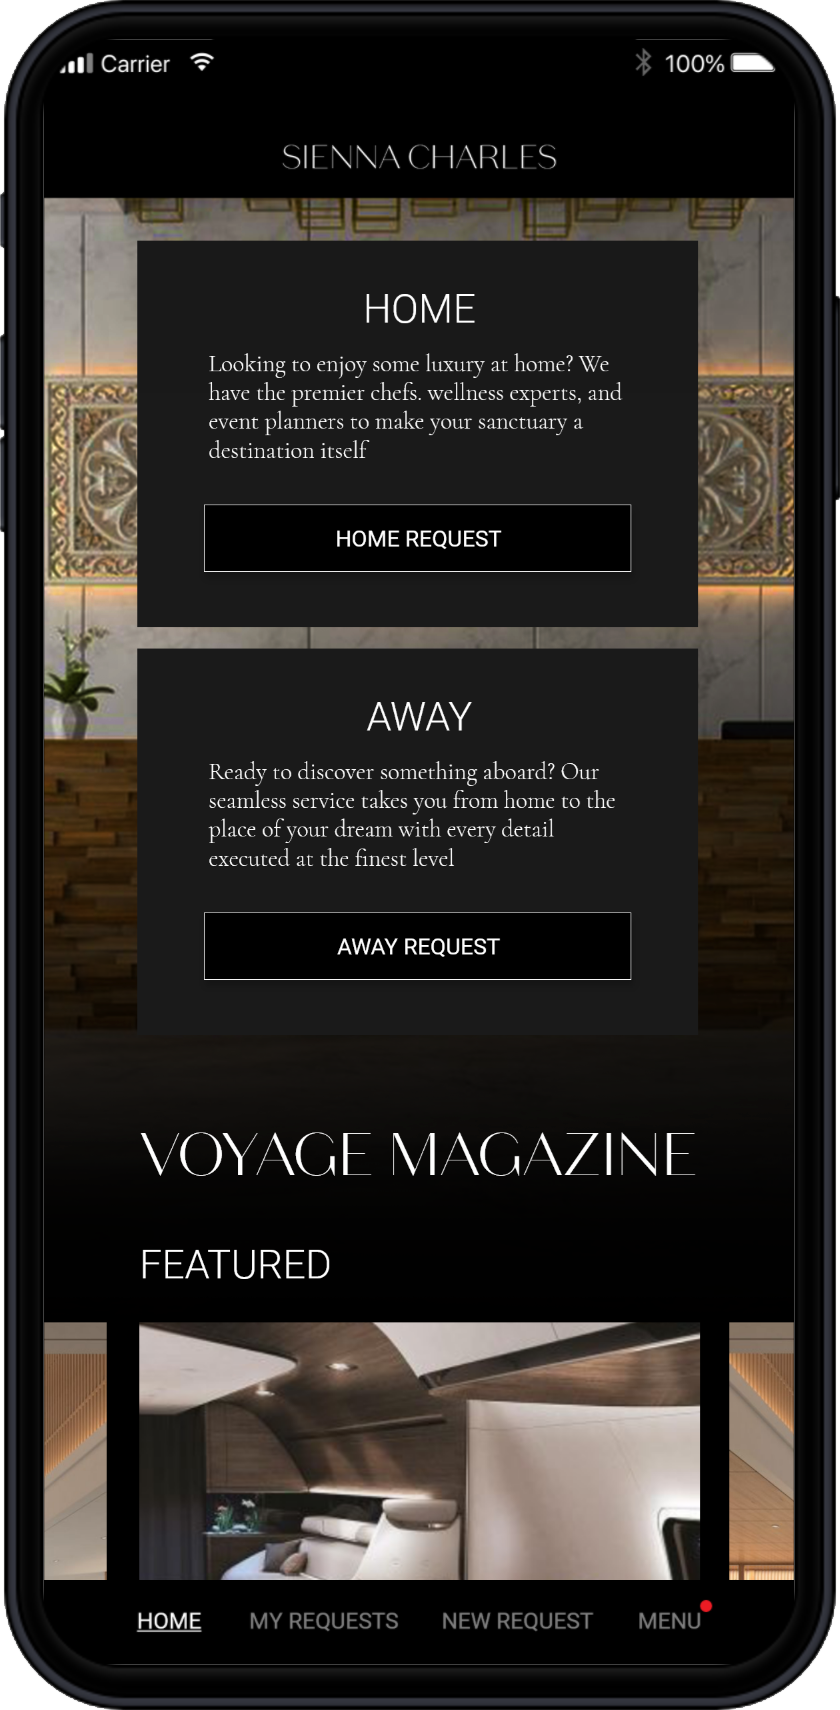 Carrier 100%
SIENNA CHARLES
HOME
Looking to enjoy some luxury at home? We
have the premier chefs. wellness experts, and
event planners to make your sanctuary a
destination itself
HOME REQUEST
AWAY
Ready to discover something aboard? Our
seamless service takes you from home to the
place of your dream with every detail
executed at the finest level
AWAY REQUEST
VOYAGE MAGAZINE
FEATURED
HOME MY REQUESTS NEW REQUEST MENU